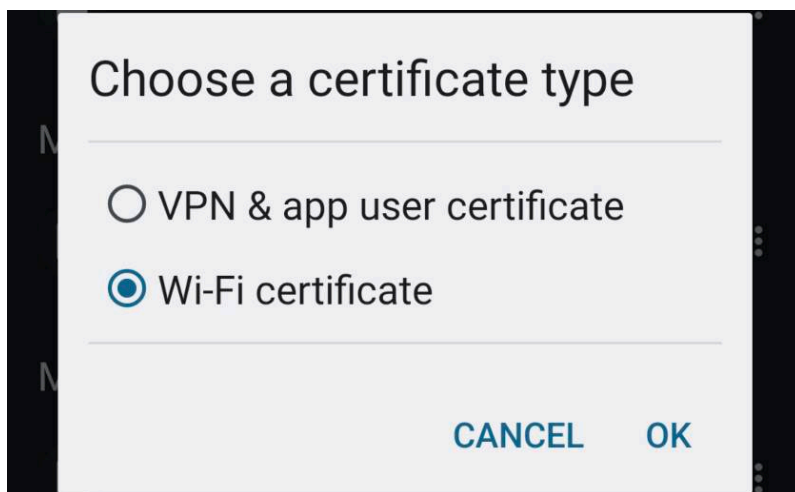 Choose a certificate type
VPN & app user certificate
Wi-Fi certificate
CANCEL OK